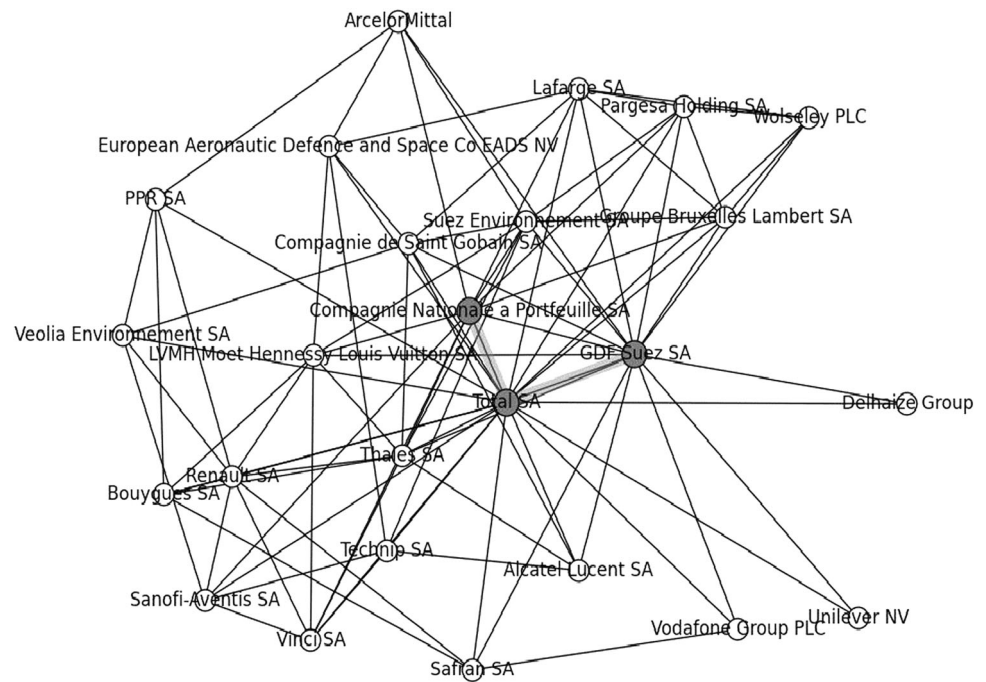 ArcelorMittal
Lafarge SA
Pargesa Holding SA
Wolseley PLC
European Aeronautic Defence and Space Co EADS NV
PPR SA
Suez Environnement SA
Groupe Bruxelles Lambert SA
Compagnie de Saint Gobain SA
Compagnie Nationale a Portfeuille SA
Veolia Environnement SA
LVMH Moet Hennessy Louis Vuitton SA
GDF Suez SA
Total SA
Delhaize Group
Thales SA
Renault SA
Bouygues SA
Technip SA
Alcatel Lucent SA
Sanofi-Aventis SA
Unilever NV
Vodafone Group PLC
Vinci SA
Safran SA